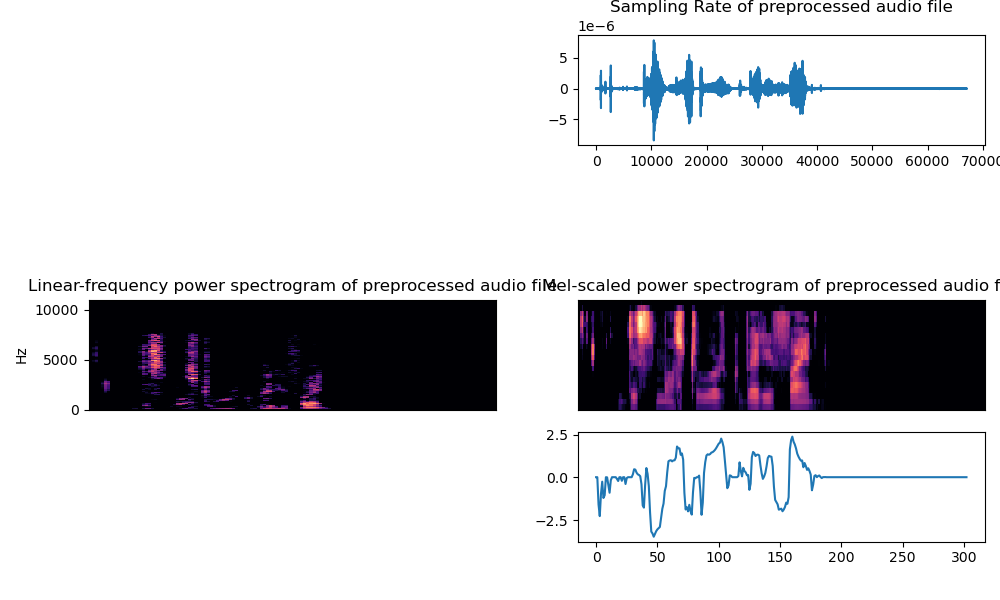 Sampling Rate of preprocessed audio file
1e−6
5
0
−5
0 10000 20000 30000 40000 50000 60000 70000
Linear-frequency power spectrogram of preprocessed audio file
Mel-scaled power spectrogram of preprocessed audio f
10000
5000
0
Hz
2.5
0.0
−2.5
0 50 100 150 200 250 300